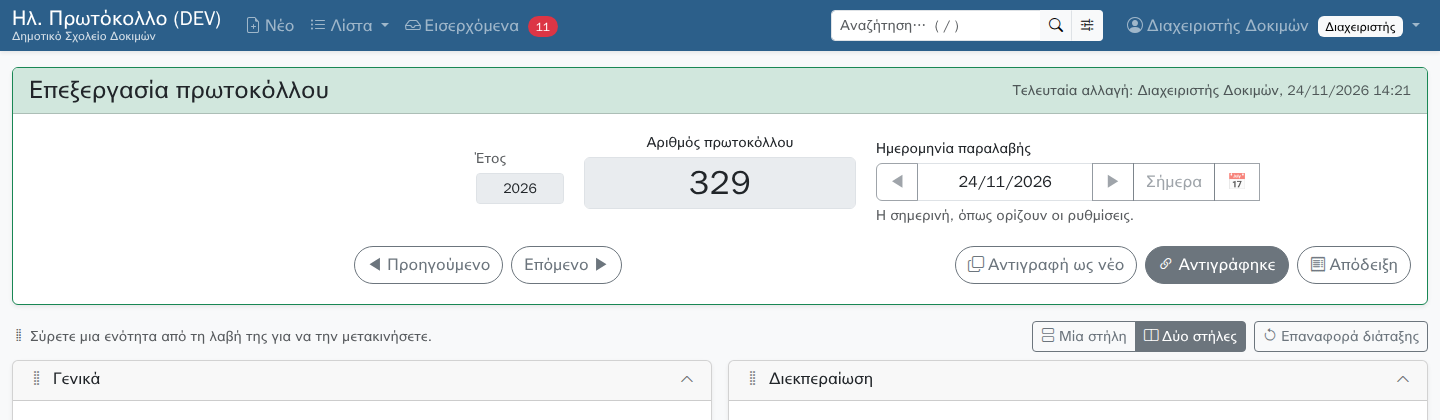 Ηλ. Πρωτόκολλο (DEV)
Δημοτικό Σχολείο Δοκιμών
Νέο
Λίστα
Εισερχόμενα 11
Αναζήτηση… ( / )
Διαχειριστής Δοκιμών Διαχειριστής
Επεξεργασία πρωτοκόλλου
Τελευταία αλλαγή: Διαχειριστής Δοκιμών, 24/11/2026 14:21
Έτος
2026
Αριθμός πρωτοκόλλου
329
Ημερομηνία παραλαβής
24/11/2026
Σήμερα
Η σημερινή, όπως ορίζουν οι ρυθμίσεις.
◀ Προηγούμενο
Επόμενο ▶
Αντιγραφή ως νέο
Αντιγράφηκε
Απόδειξη
Σύρετε μια ενότητα από τη λαβή της για να την μετακινήσετε.
Μία στήλη
Δύο στήλες
Επαναφορά διάταξης
Γενικά
Διεκπεραίωση